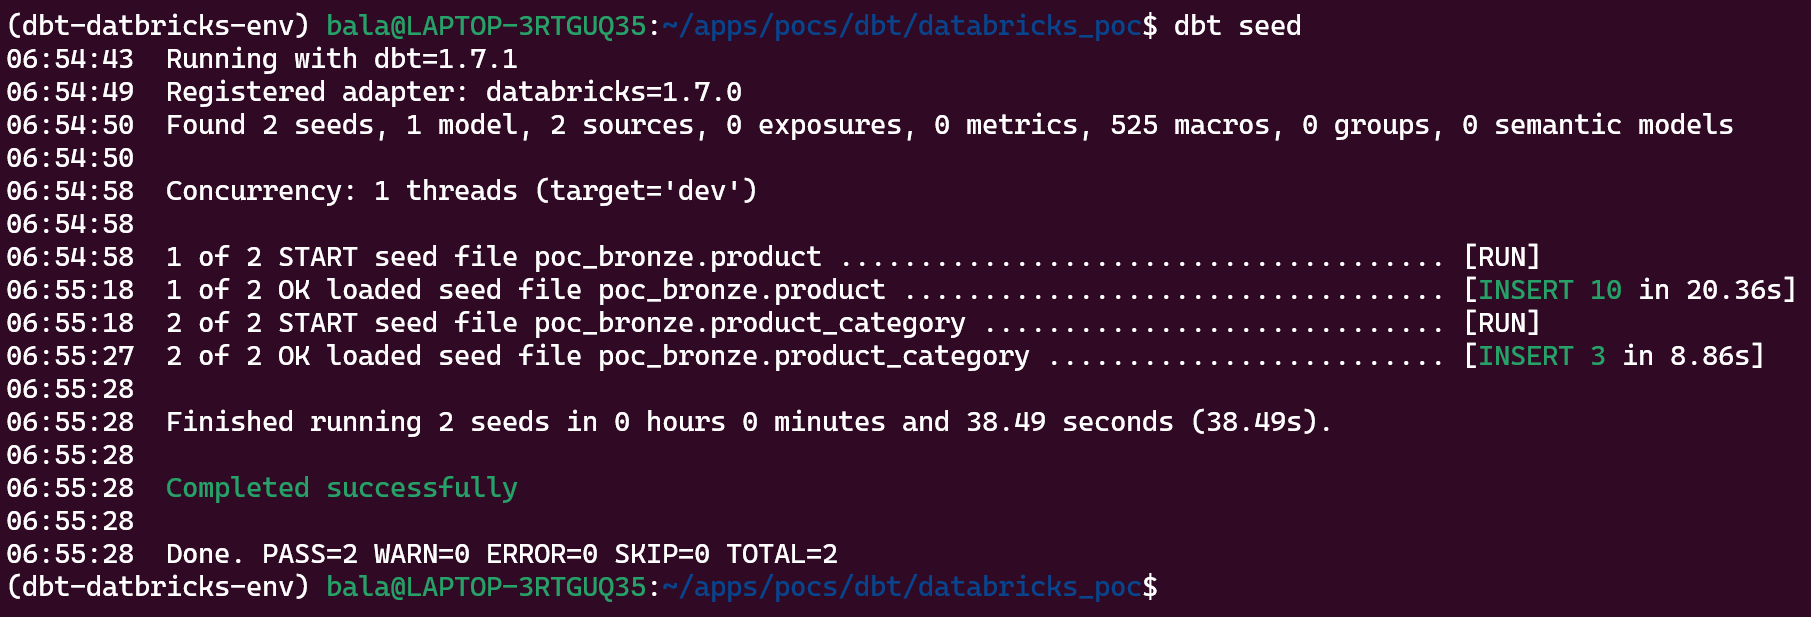 (dbt-datbricks-env) bala@LAPTOP-3RTGUQ35:~/apps/pocs/dbt/databricks_poc$ dbt seed
06:54:43  Running with dbt=1.7.1
06:54:49  Registered adapter: databricks=1.7.0
06:54:50  Found 2 seeds, 1 model, 2 sources, 0 exposures, 0 metrics, 525 macros, 0 groups, 0 semantic models
06:54:50
06:54:58  Concurrency: 1 threads (target='dev')
06:54:58
06:54:58  1 of 2 START seed file poc_bronze.product ...................................... [RUN]
06:55:18  1 of 2 OK loaded seed file poc_bronze.product .................................. [INSERT 10 in 20.36s]
06:55:18  2 of 2 START seed file poc_bronze.product_category ............................. [RUN]
06:55:27  2 of 2 OK loaded seed file poc_bronze.product_category ......................... [INSERT 3 in 8.86s]
06:55:28
06:55:28  Finished running 2 seeds in 0 hours 0 minutes and 38.49 seconds (38.49s).
06:55:28
06:55:28  Completed successfully
06:55:28
06:55:28  Done. PASS=2 WARN=0 ERROR=0 SKIP=0 TOTAL=2
(dbt-datbricks-env) bala@LAPTOP-3RTGUQ35:~/apps/pocs/dbt/databricks_poc$